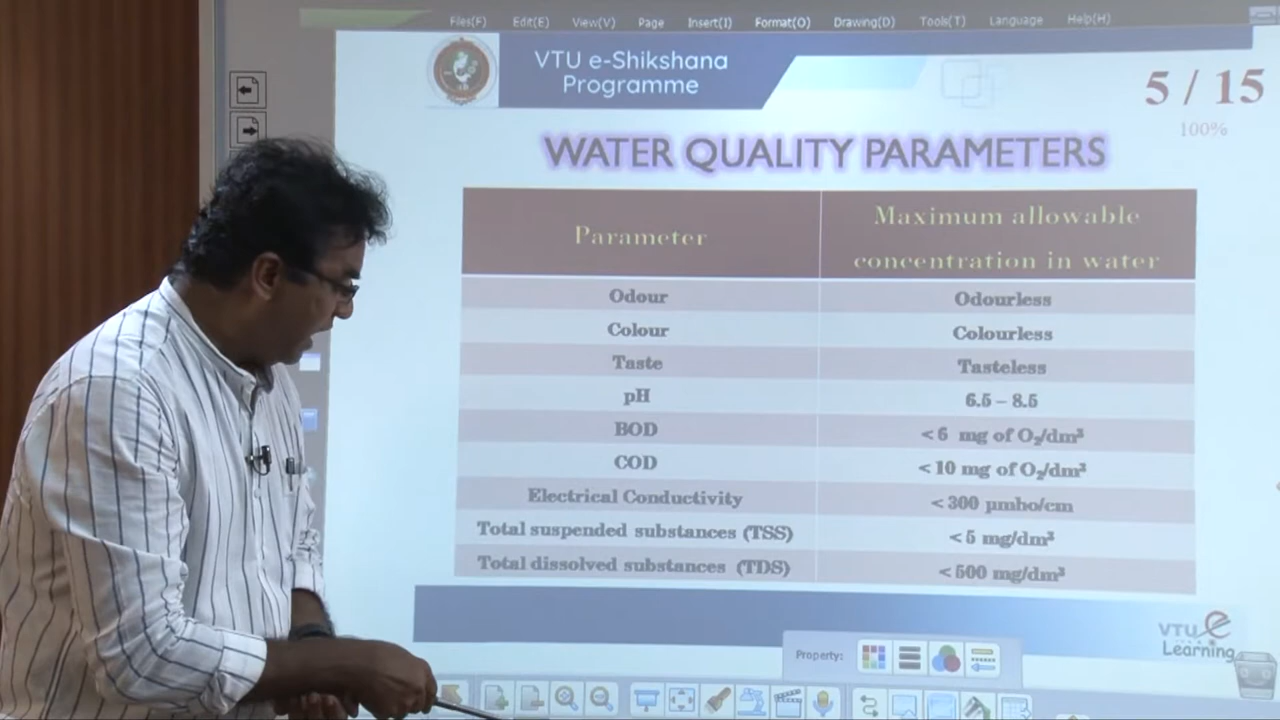 Files(F) Edit(E) View(V) Page Insert(I) Format(O) Drawing(D) Tools(T) Language Help(H)
VTU e-Shikshana
Programme
5 / 15
100%
WATER QUALITY PARAMETERS
Parameter
Maximum allowable
concentration in water
Odour Odourless
Colour Colourless
Taste Tasteless
pH 6.5 – 8.5
BOD < 6 mg of O₂/dm³
COD < 10 mg of O₂/dm³
Electrical Conductivity < 300 µmho/cm
Total suspended substances (TSS) < 5 mg/dm³
Total dissolved substances (TDS) < 500 mg/dm³
VTU e
Learning
Property: